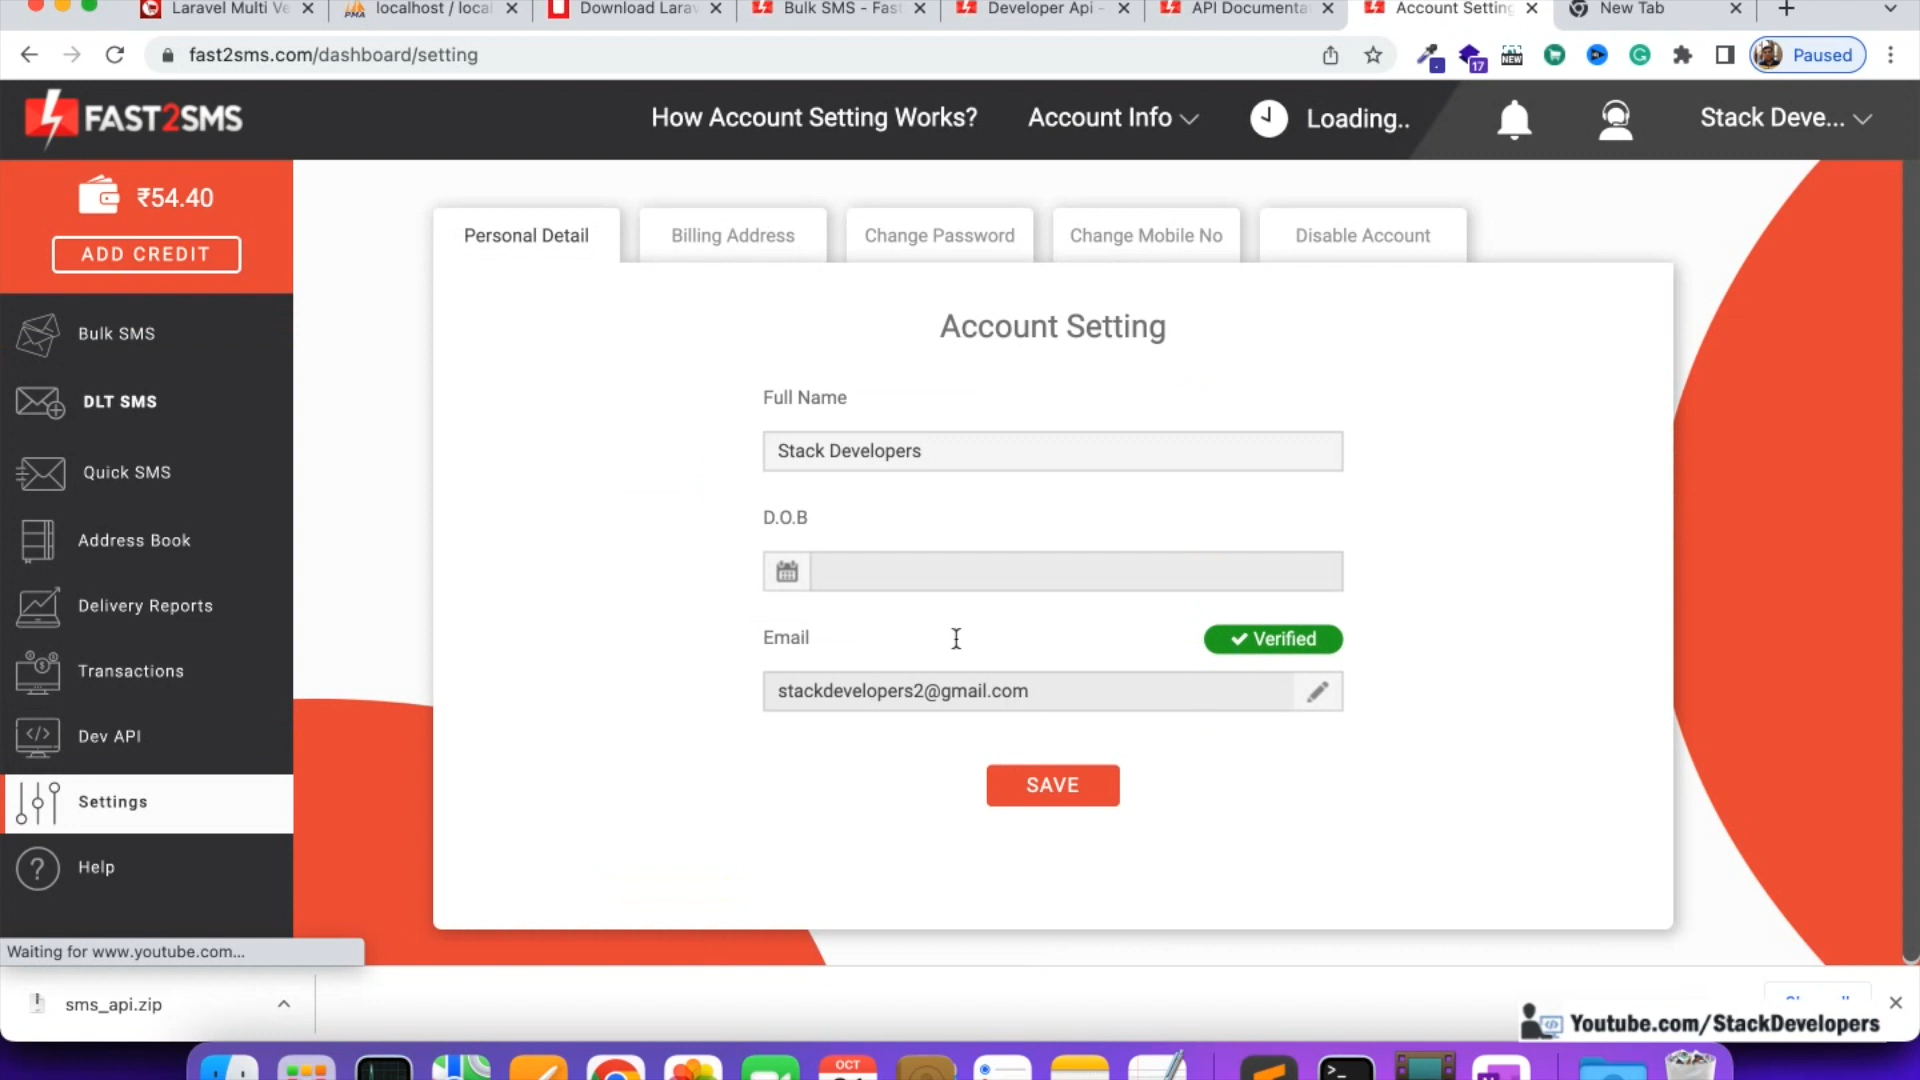 Laravel Multi Ve
localhost / local
Download Larav
Bulk SMS - Fast
Developer Api -
API Documenta
Account Setting
New Tab
fast2sms.com/dashboard/setting
17
NEW
Paused
FAST2SMS
How Account Setting Works?
Account Info
Loading..
Stack Deve...
₹54.40
ADD CREDIT
Bulk SMS
DLT SMS
Quick SMS
Address Book
Delivery Reports
Transactions
Dev API
Settings
Help
Personal Detail
Billing Address
Change Password
Change Mobile No
Disable Account
Account Setting
Full Name
Stack Developers
D.O.B
Email
Verified
stackdevelopers2@gmail.com
SAVE
Waiting for www.youtube.com...
sms_api.zip
Youtube.com/StackDevelopers
OCT